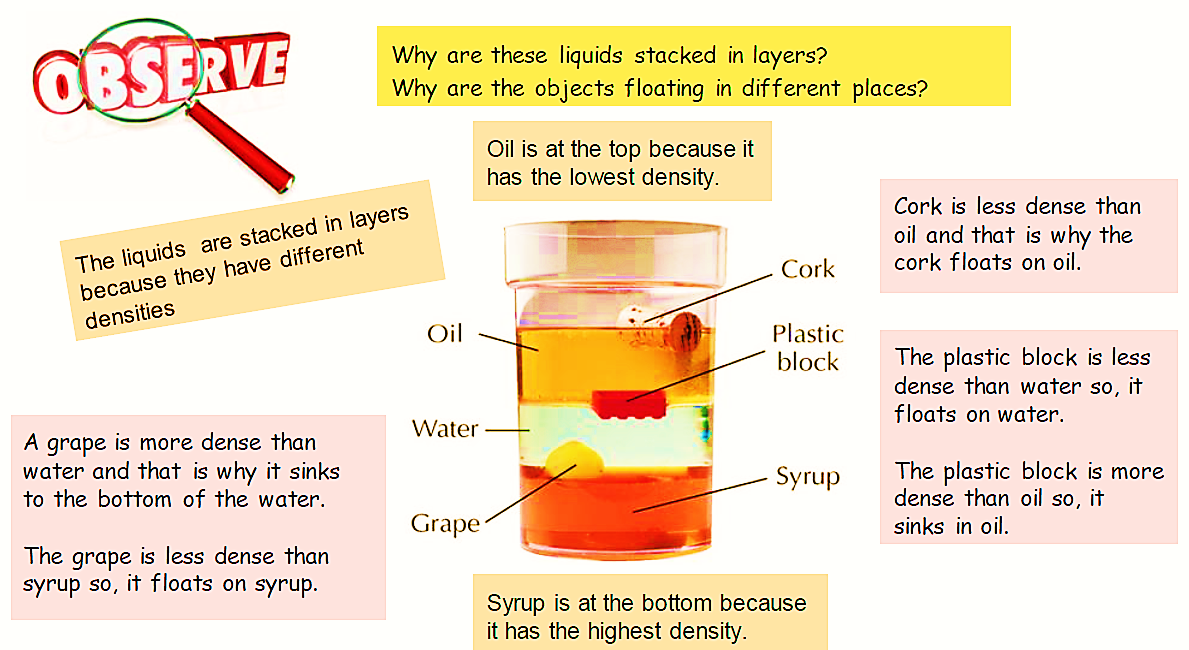 OBSERVE
Why are these liquids stacked in layers?
Why are the objects floating in different places?
Oil is at the top because it
has the lowest density.
The liquids are stacked in layers
because they have different
densities
Cork is less dense than
oil and that is why the
cork floats on oil.
Cork
Oil
Plastic
block
Water
Syrup
Grape
The plastic block is less
dense than water so, it
floats on water.
The plastic block is more
dense than oil so, it
sinks in oil.
A grape is more dense than
water and that is why it sinks
to the bottom of the water.
The grape is less dense than
syrup so, it floats on syrup.
Syrup is at the bottom because
it has the highest density.